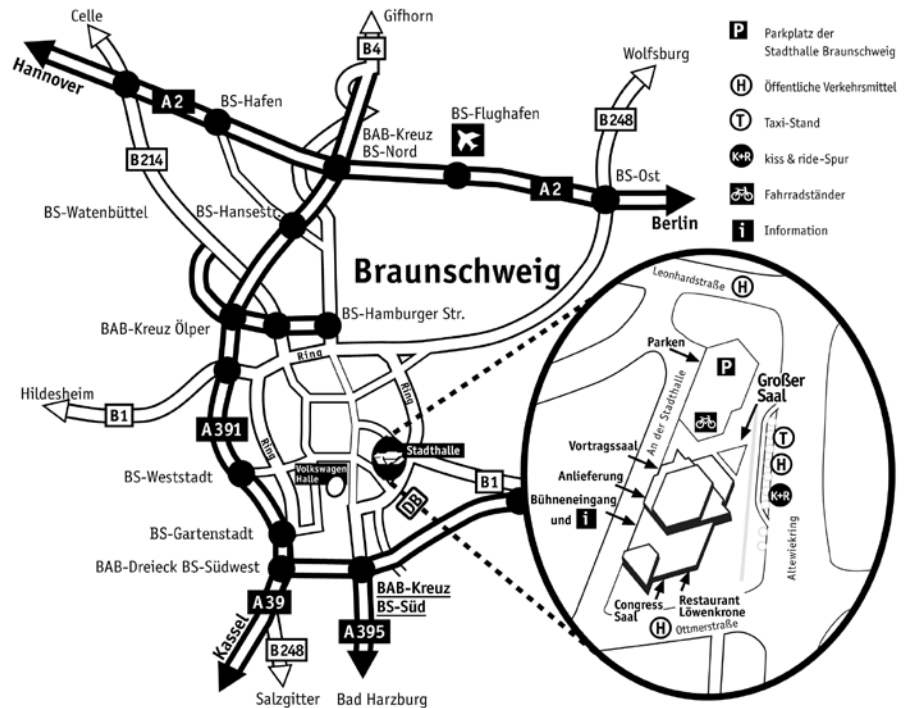 Celle
Gifhorn
B4
Hannover
A2
BS-Hafen
BAB-Kreuz
BS-Nord
BS-Flughafen
Wolfsburg
B248
B214
A2
BS-Ost
Berlin
BS-Watenbüttel
BS-Hansestr.
Braunschweig
BAB-Kreuz Ölper
BS-Hamburger Str.
Ring
Ring
Ring
Hildesheim
B1
A391
BS-Weststadt
Volkswagen
Halle
Stadthalle
B1
DB
BS-Gartenstadt
BAB-Dreieck BS-Südwest
BAB-Kreuz
BS-Süd
A39
Kassel
B248
A395
Salzgitter
Bad Harzburg
P
Parkplatz der
Stadthalle Braunschweig
H
Öffentliche Verkehrsmittel
T
Taxi-Stand
K+R
kiss & ride-Spur
Fahrradständer
i
Information
Leonhardstraße
H
Parken
P
An der Stadthalle
Großer
Saal
Vortragssaal
T
Anlieferung
H
Bühneneingang
und i
K+R
Altewiekring
Congress
Saal
Restaurant
Löwenkrone
H
Ottmerstraße